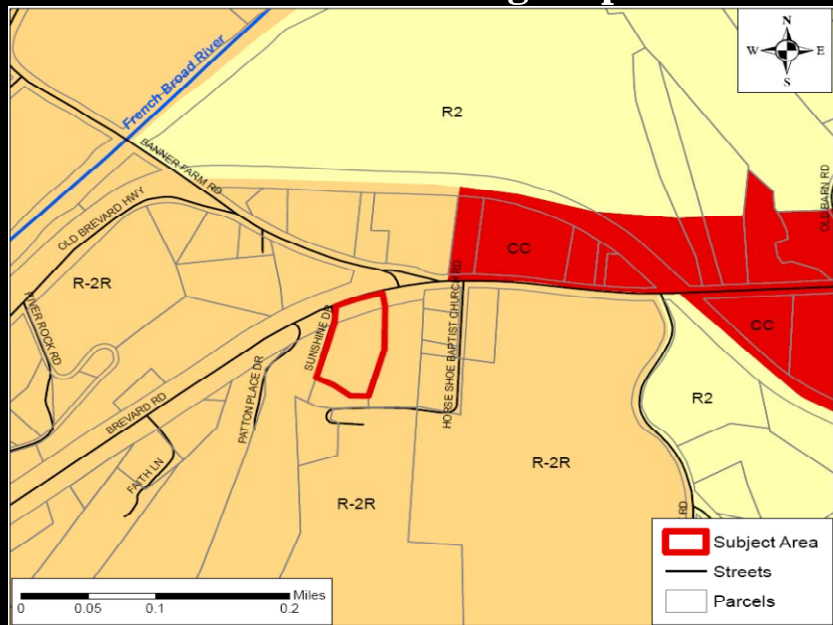 N
W E
S
French Broad River
R2
BANNER FARM RD
OLD BARN RD
OLD BREVARD HWY
CC
R-2R
HORSE SHOE BAPTIST CHURCH RD
SUNSHINE DR
RIVER ROCK RD
CC
PATTON PLACE DR
BREVARD RD
R2
FAITH LN
R-2R
R-2R
RD
Subject Area
Streets
Parcels
Miles
0 0.05 0.1 0.2